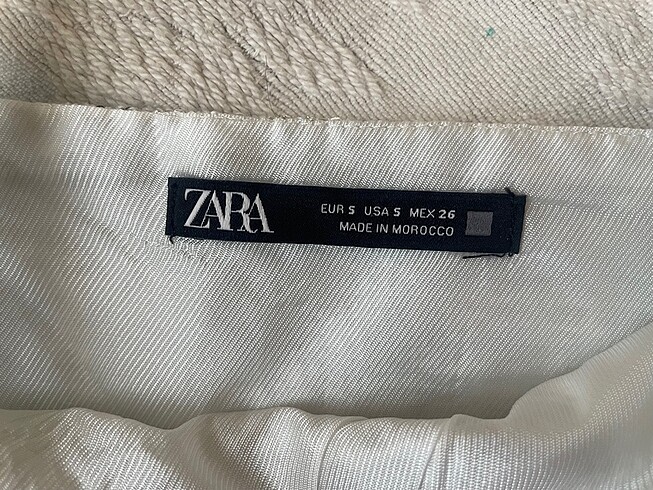 ZARA
EUR S USA S MEX 26
MADE IN MOROCCO